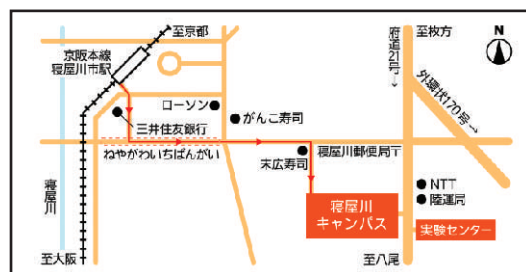 至京都
京阪本線
寝屋川市駅
府道21号→
至枚方
N
外環状170号→
ローソン
がんこ寿司
三井住友銀行
ねやがわいちばんがい
末広寿司
寝屋川郵便局〒
寝屋川
NTT
陸運局
寝屋川
キャンパス
実験センター
至大阪
至八尾